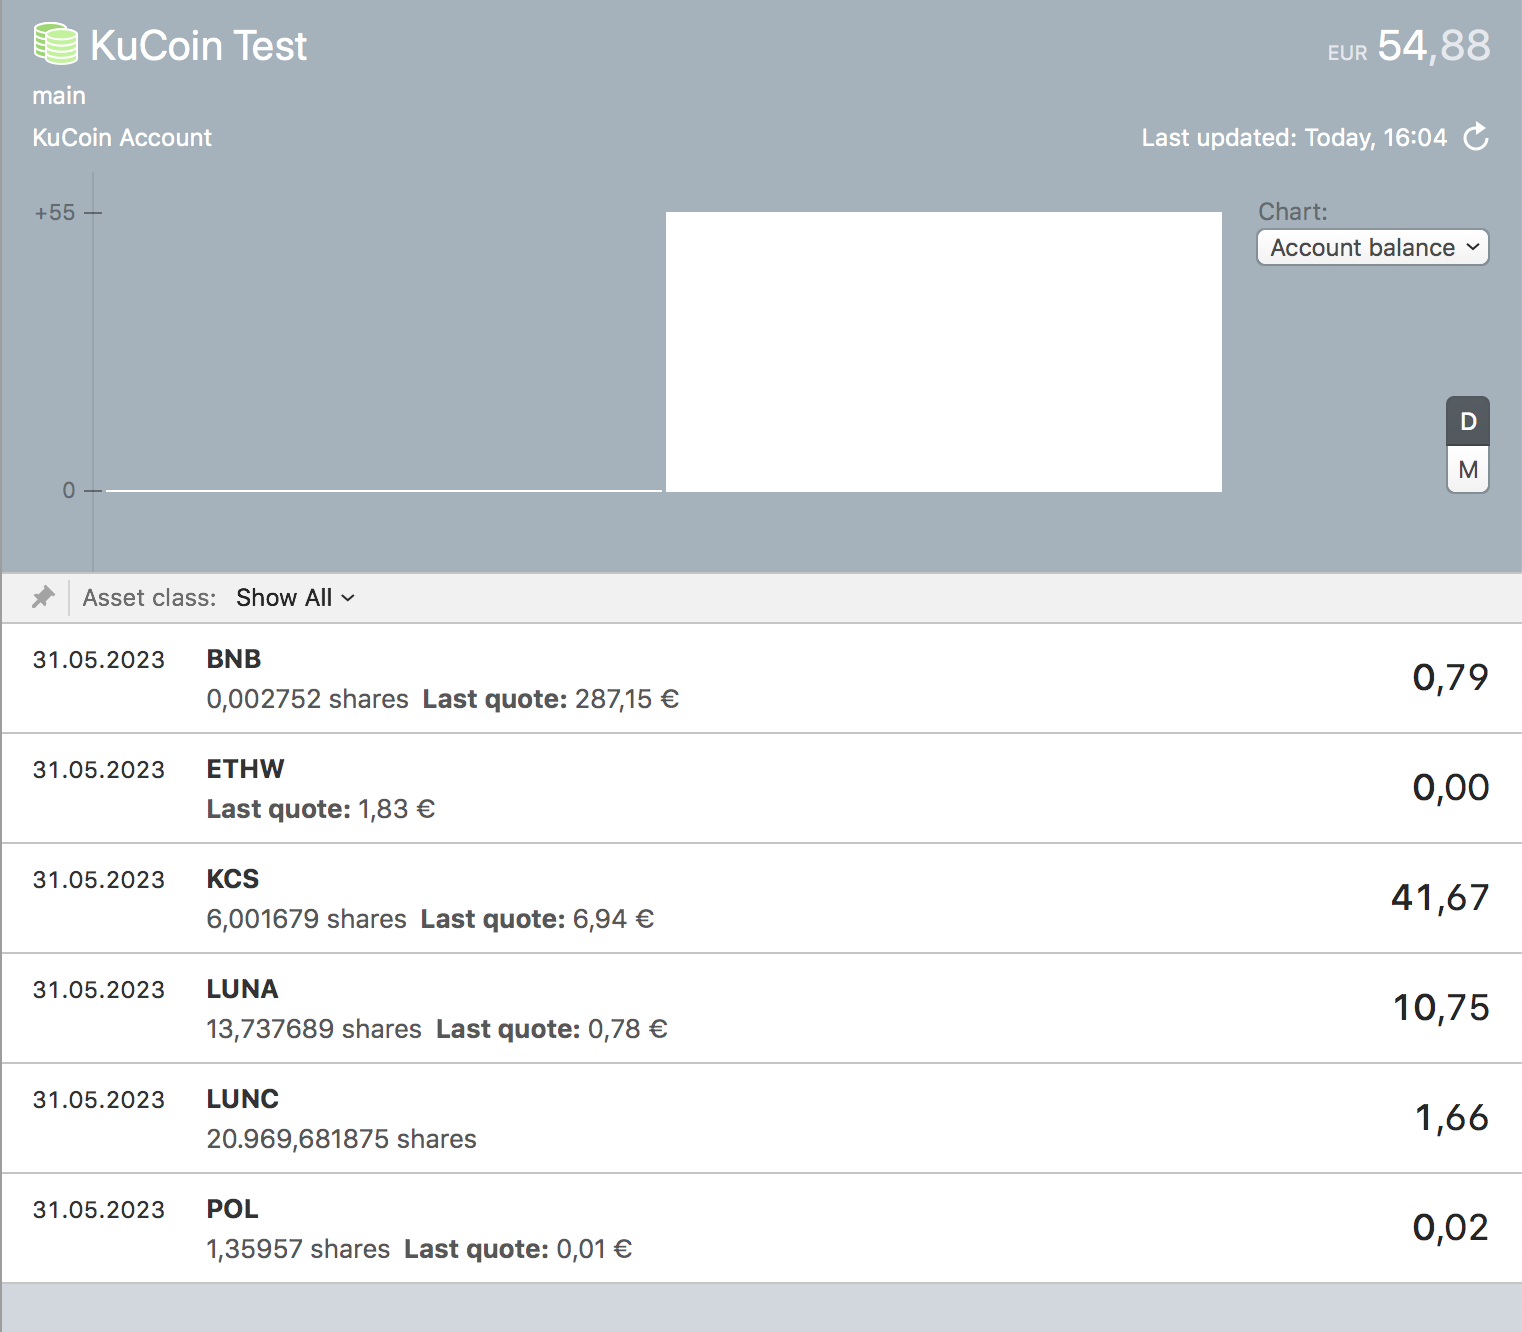 KuCoin Test
EUR 54,88
main
KuCoin Account
Last updated: Today, 16:04
+55
0
Chart:
Account balance
D
M
Asset class: Show All
31.05.2023 BNB 0,79
0,002752 shares Last quote: 287,15 €
31.05.2023 ETHW 0,00
Last quote: 1,83 €
31.05.2023 KCS 41,67
6,001679 shares Last quote: 6,94 €
31.05.2023 LUNA 10,75
13,737689 shares Last quote: 0,78 €
31.05.2023 LUNC 1,66
20.969,681875 shares
31.05.2023 POL 0,02
1,35957 shares Last quote: 0,01 €